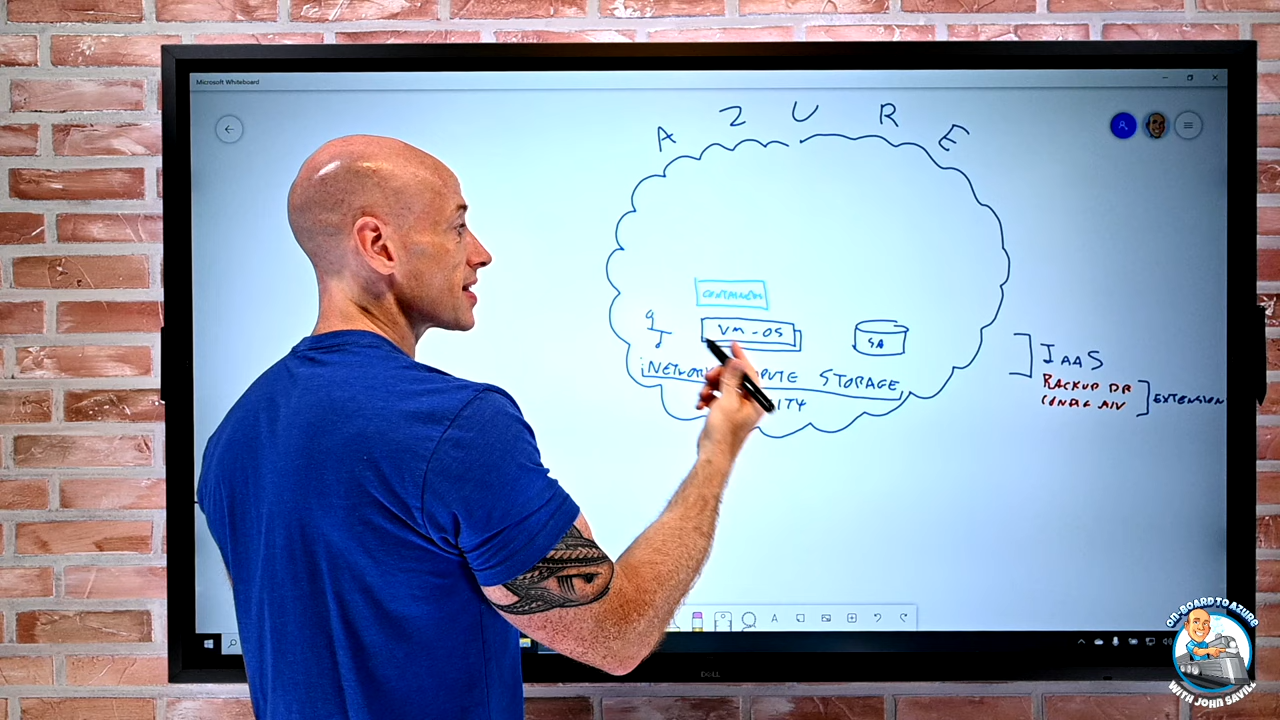 Microsoft Whiteboard
A Z U R E
CONTAINERS
VM-OS
SA
NETWORK
STORAGE
IAAS
BACKUP DR
CONFIG
EXTENSION
A
DELL
ON-BOARD TO AZURE
WITH JOHN SAVILL